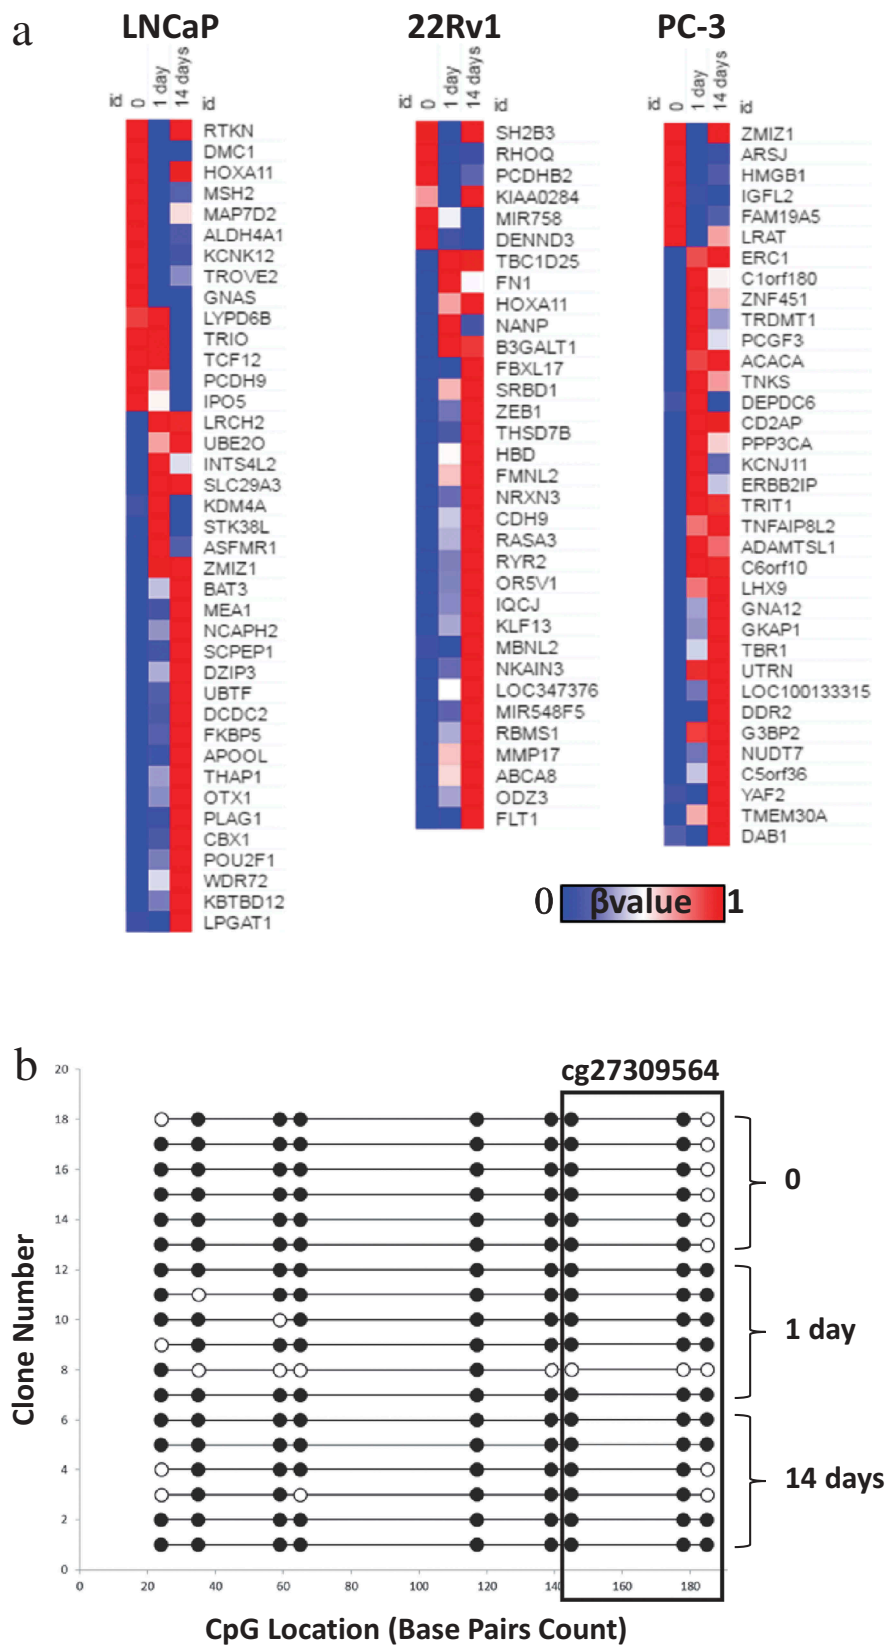 a
LNCaP
22Rv1
PC-3
id
0
1 day
14 days
id
RTKN
DMC1
HOXA11
MSH2
MAP7D2
ALDH4A1
KCNK12
TROVE2
GNAS
LYPD6B
TRIO
TCF12
PCDH9
IPO5
LRCH2
UBE2O
INTS4L2
SLC29A3
KDM4A
STK38L
ASFMR1
ZMIZ1
BAT3
MEA1
NCAPH2
SCPEP1
DZIP3
UBTF
DCDC2
FKBP5
APOOL
THAP1
OTX1
PLAG1
CBX1
POU2F1
WDR72
KBTBD12
LPGAT1
id
0
1 day
14 days
id
SH2B3
RHOQ
PCDHB2
KIAA0284
MIR758
DENND3
TBC1D25
FN1
HOXA11
NANP
B3GALT1
FBXL17
SRBD1
ZEB1
THSD7B
HBD
FMNL2
NRXN3
CDH9
RASA3
RYR2
OR5V1
IQCJ
KLF13
MBNL2
NKAIN3
LOC347376
MIR548F5
RBMS1
MMP17
ABCA8
ODZ3
FLT1
id
0
1 day
14 days
id
ZMIZ1
ARSJ
HMGB1
IGFL2
FAM19A5
LRAT
ERC1
C1orf180
ZNF451
TRDMT1
PCGF3
ACACA
TNKS
DEPDC6
CD2AP
PPP3CA
KCNJ11
ERBB2IP
TRIT1
TNFAIP8L2
ADAMTSL1
C6orf10
LHX9
GNA12
GKAP1
TBR1
UTRN
LOC100133315
DDR2
G3BP2
NUDT7
C5orf36
YAF2
TMEM30A
DAB1
0 βvalue 1
b
cg27309564
20
18
16
14
12
10
8
6
4
2
0
Clone Number
0
1 day
14 days
0 20 40 60 80 100 120 140 160 180
CpG Location (Base Pairs Count)